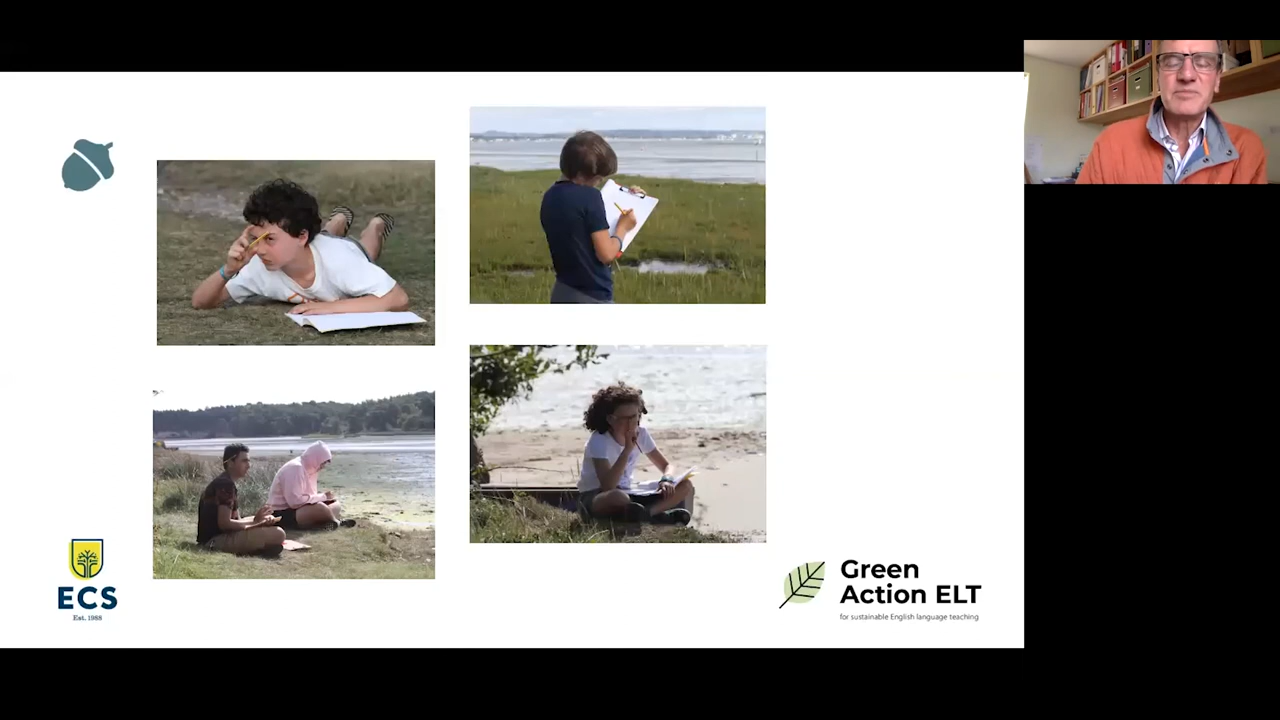 ECS
Est. 1988
Green
Action ELT
for sustainable English language teaching